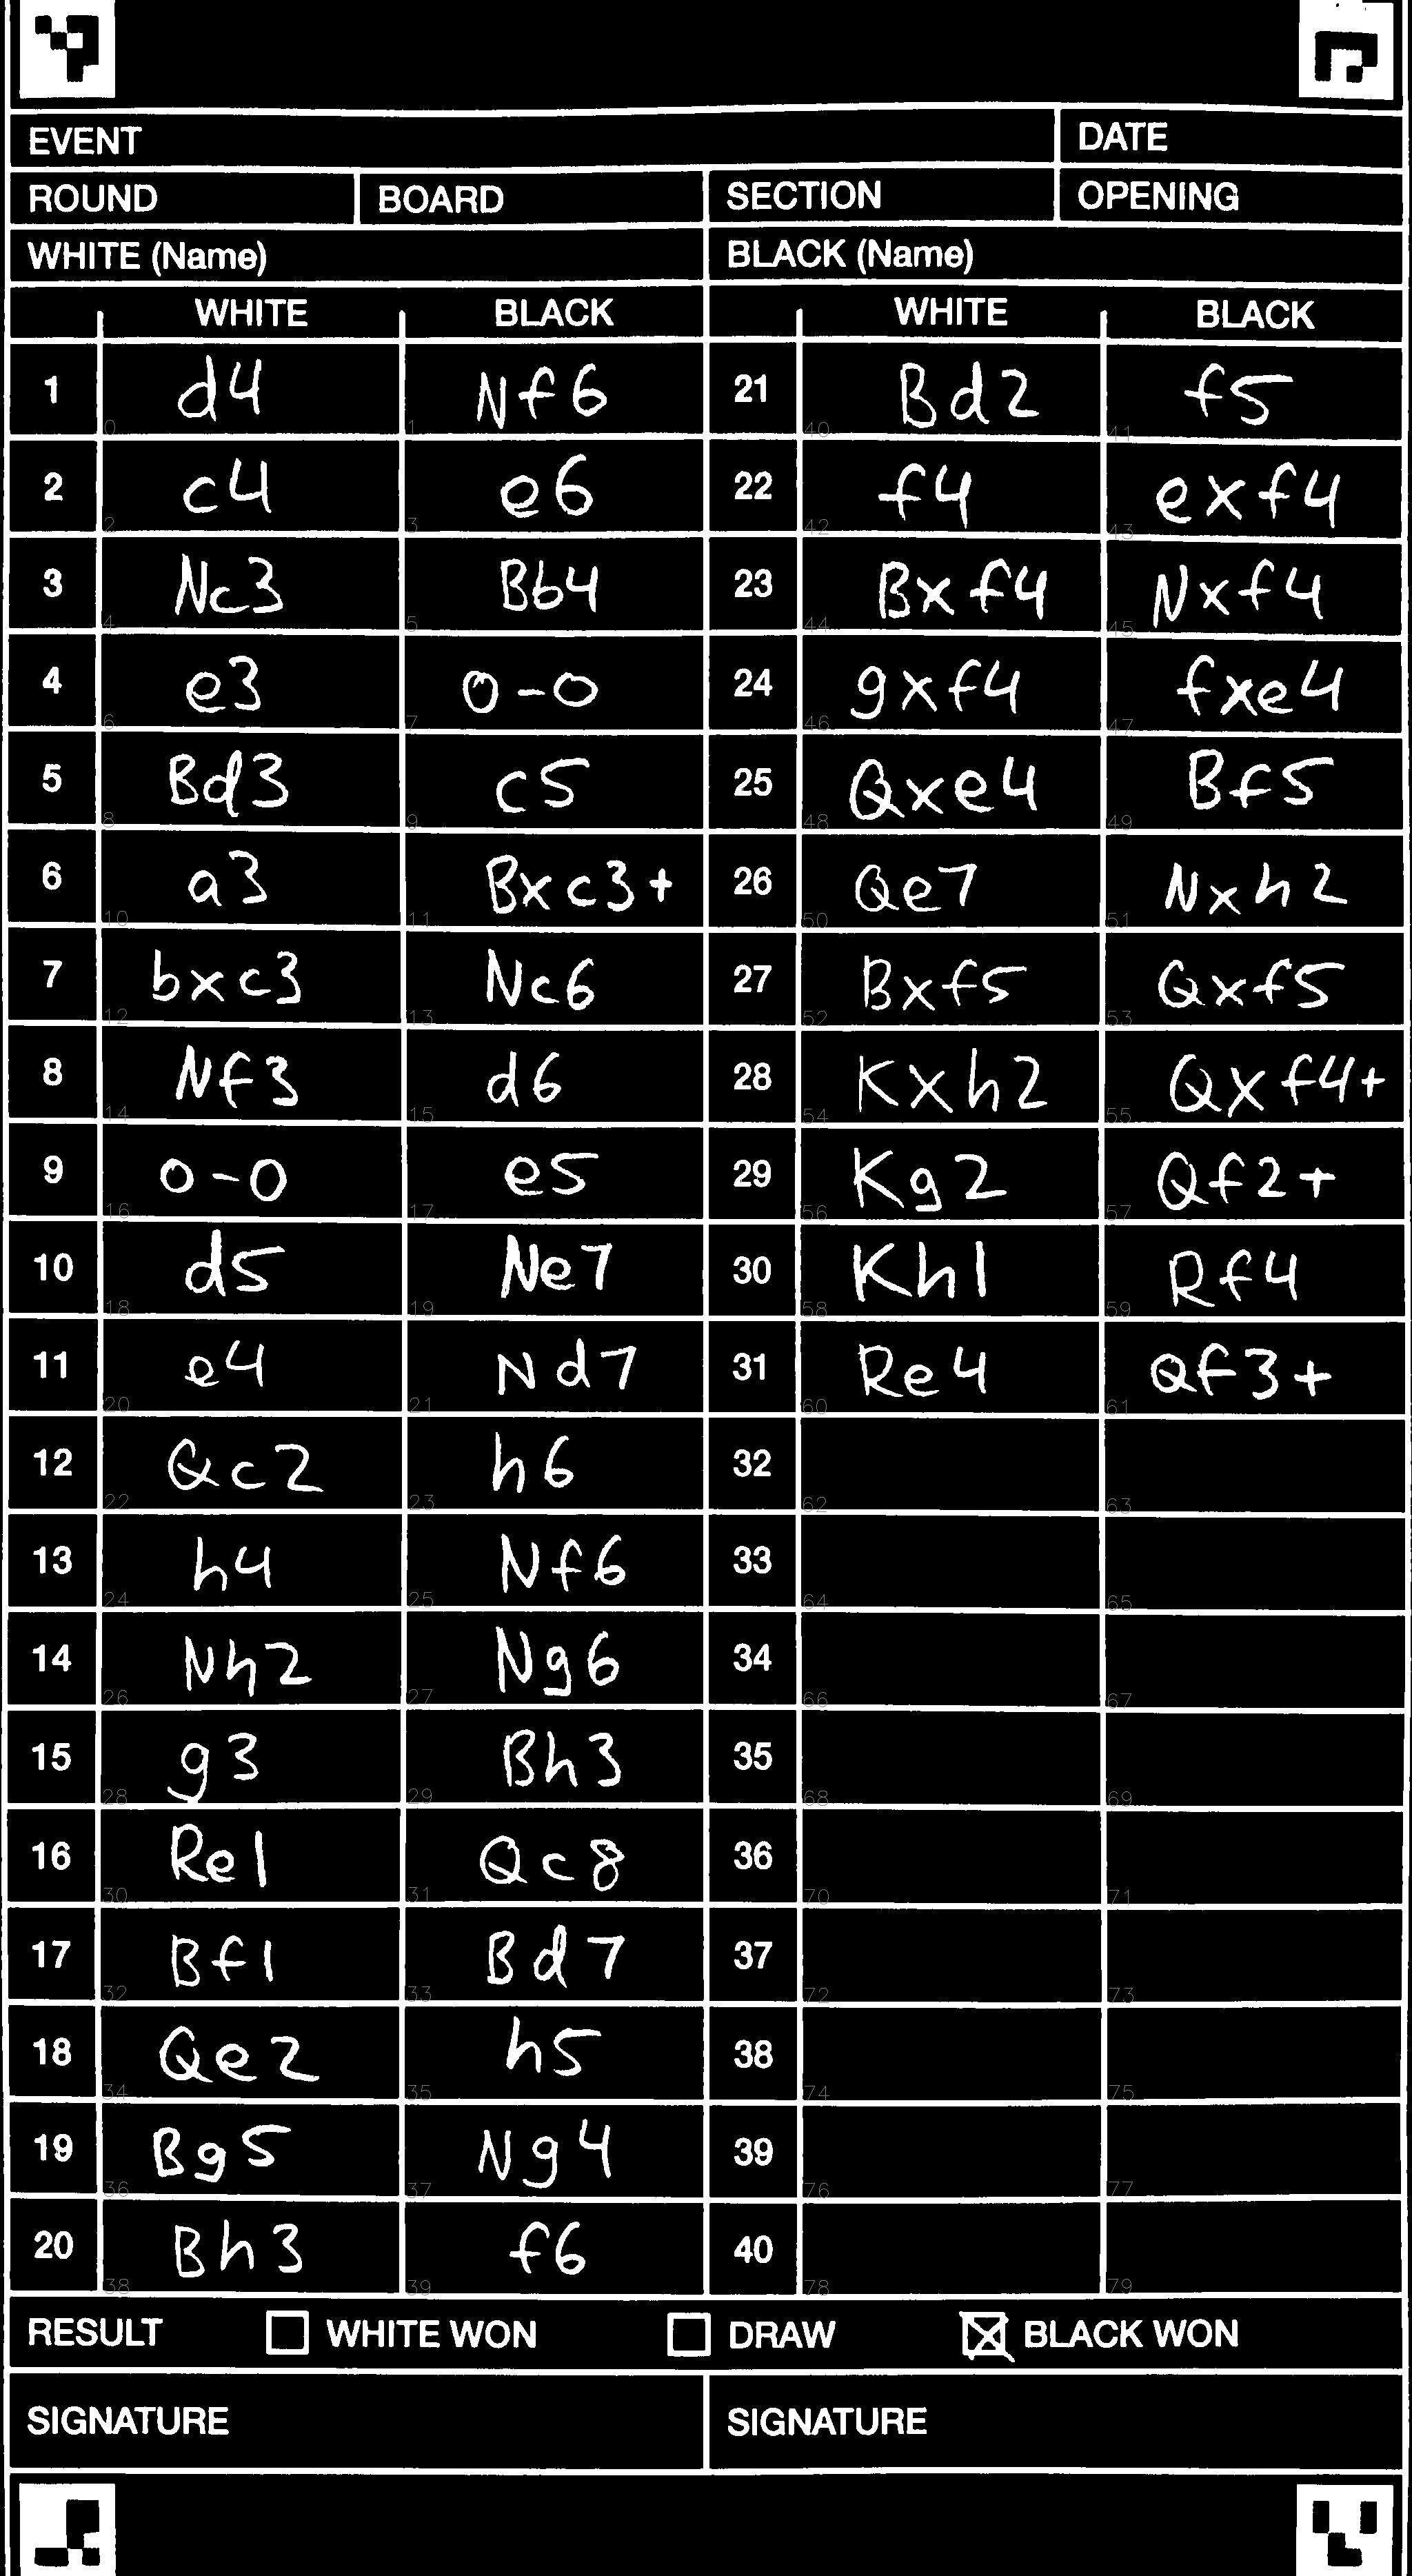 EVENT DATE
ROUND BOARD SECTION OPENING
WHITE (Name) BLACK (Name)
WHITE BLACK WHITE BLACK
1 d4 Nf6 21 Bd2 f5
2 c4 e6 22 f4 exf4
3 Nc3 Bb4 23 Bxf4 Nxf4
4 e3 0-0 24 gxf4 fxe4
5 Bd3 c5 25 Qxe4 Bf5
6 a3 Bxc3+ 26 Qe7 Nxh2
7 bxc3 Nc6 27 Bxf5 Qxf5
8 Nf3 d6 28 Kxh2 Qxf4+
9 0-0 e5 29 Kg2 Qf2+
10 d5 Ne7 30 Kh1 Rf4
11 e4 Nd7 31 Re4 Qf3+
12 Qc2 h6 32
13 h4 Nf6 33
14 Nh2 Ng6 34
15 g3 Bh3 35
16 Re1 Qc8 36
17 Bf1 Bd7 37
18 Qe2 h5 38
19 Bg5 Ng4 39
20 Bh3 f6 40
RESULT WHITE WON DRAW BLACK WON
SIGNATURE SIGNATURE